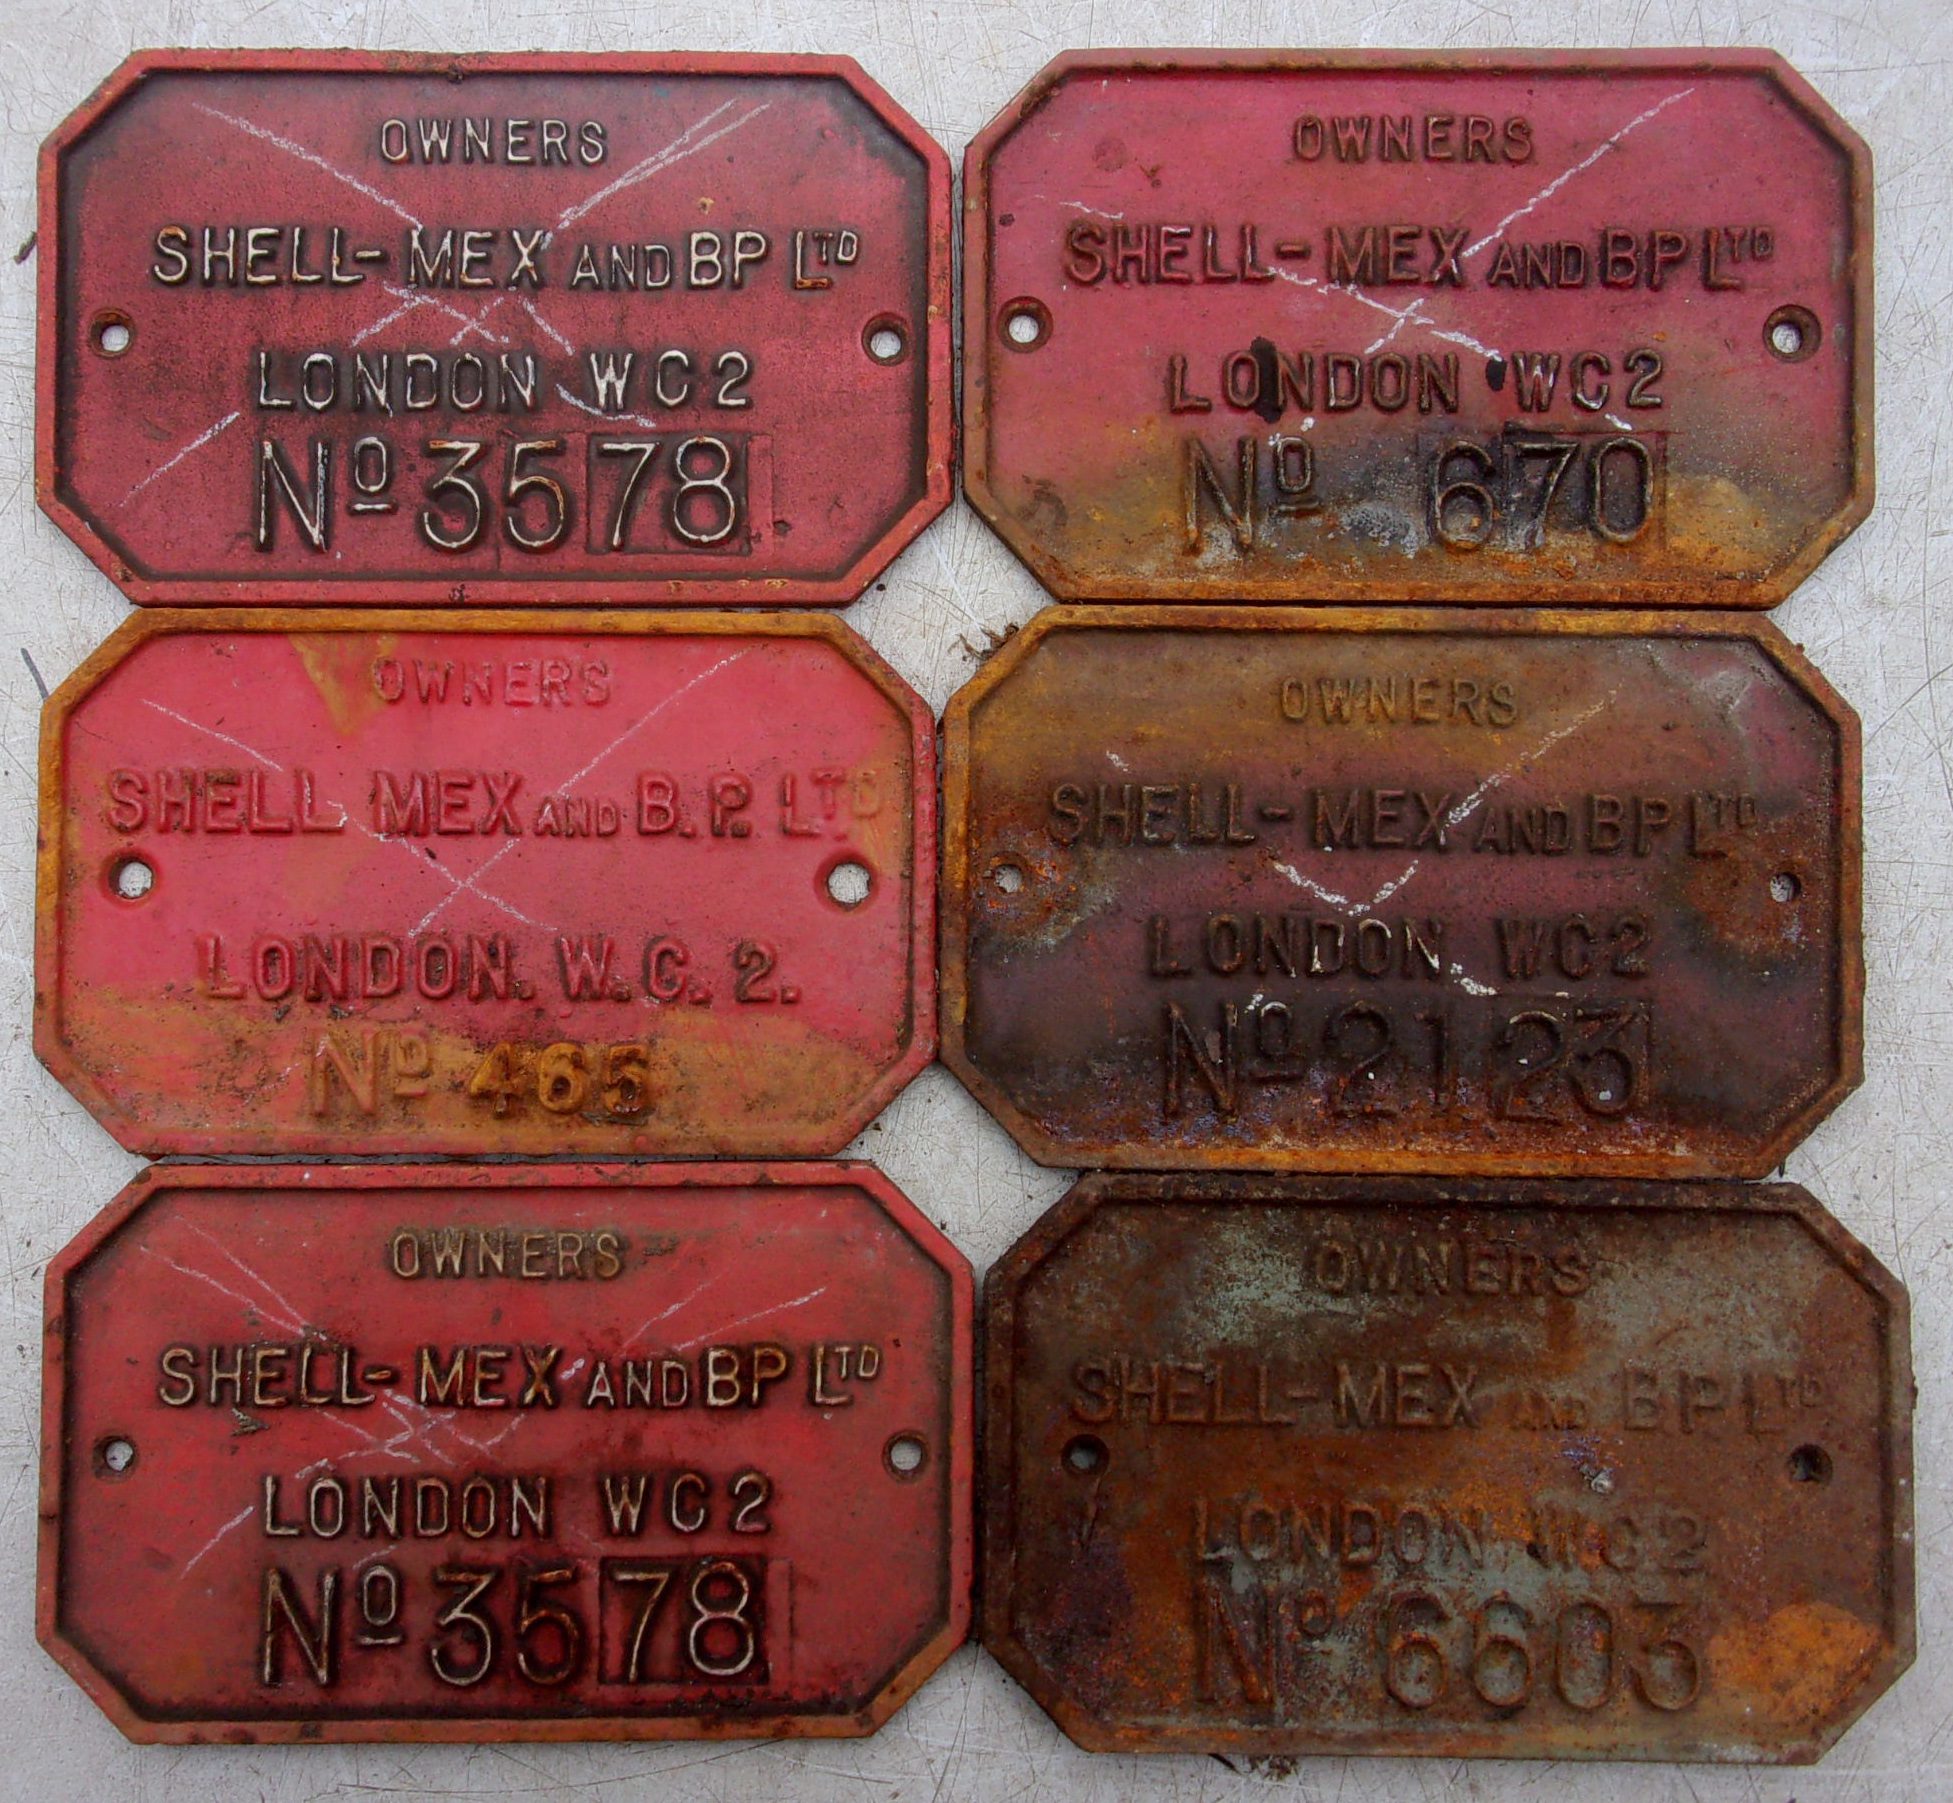 OWNERS
SHELL-MEX AND BP LTD
LONDON WC2
No 3578
OWNERS
SHELL-MEX AND BP LTD
LONDON WC2
No 670
OWNERS
SHELL MEX AND B.P. LTD
LONDON. W.C. 2.
No 465
OWNERS
SHELL-MEX AND BP LTD
LONDON WC2
No 2123
OWNERS
SHELL-MEX AND BP LTD
LONDON WC2
No 3578
OWNERS
SHELL-MEX AND BP LTD
LONDON W.C 2
No 6603